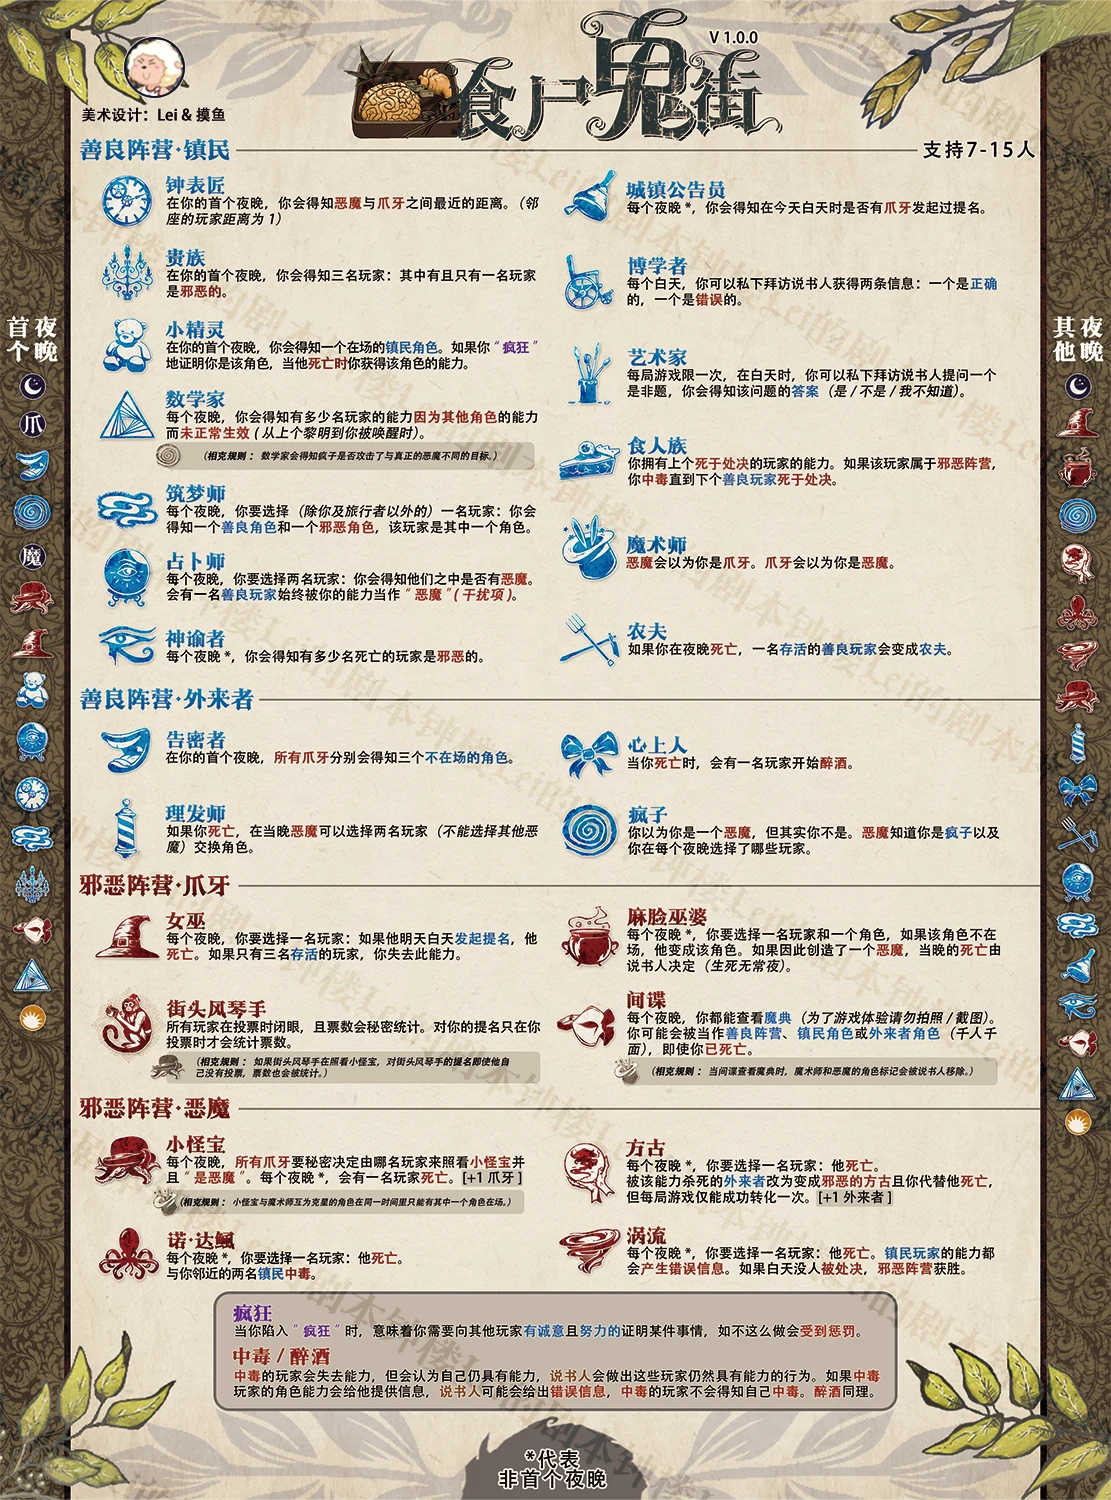 V 1.0.0
食尸鬼街
美术设计：Lei & 摸鱼
善良阵营·镇民
支持7-15人
钟表匠
在你的首个夜晚，你会得知恶魔与爪牙之间最近的距离。（邻
座的玩家距离为 1）
贵族
在你的首个夜晚，你会得知三名玩家：其中有且只有一名玩家
是邪恶的。
小精灵
在你的首个夜晚，你会得知一个在场的镇民角色。如果你“疯狂”
地证明你是该角色，当他死亡时你获得该角色的能力。
数学家
每个夜晚，你会得知有多少名玩家的能力因为其他角色的能力
而未正常生效（从上个黎明到你被唤醒时）。
（相克规则： 数学家会得知疯子是否攻击了与真正的恶魔不同的目标。）
筑梦师
每个夜晚，你要选择（除你及旅行者以外的）一名玩家：你会
得知一个善良角色和一个邪恶角色，该玩家是其中一个角色。
占卜师
每个夜晚，你要选择两名玩家：你会得知他们之中是否有恶魔。
会有一名善良玩家始终被你的能力当作“恶魔”（干扰项）。
神谕者
每个夜晚 *，你会得知有多少名死亡的玩家是邪恶的。
城镇公告员
每个夜晚 *，你会得知在今天白天时是否有爪牙发起过提名。
博学者
每个白天，你可以私下拜访说书人获得两条信息：一个是正确
的，一个是错误的。
艺术家
每局游戏限一次，在白天时，你可以私下拜访说书人提问一个
是非题，你会得知该问题的答案（是 / 不是 / 我不知道）。
食人族
你拥有上个死于处决的玩家的能力。如果该玩家属于邪恶阵营，
你中毒直到下个善良玩家死于处决。
魔术师
恶魔会以为你是爪牙。爪牙会以为你是恶魔。
农夫
如果你在夜晚死亡，一名存活的善良玩家会变成农夫。
善良阵营·外来者
告密者
在你的首个夜晚，所有爪牙分别会得知三个不在场的角色。
理发师
如果你死亡，在当晚恶魔可以选择两名玩家（不能选择其他恶
魔）交换角色。
心上人
当你死亡时，会有一名玩家开始醉酒。
疯子
你以为你是一个恶魔，但其实你不是。恶魔知道你是疯子以及
你在每个夜晚选择了哪些玩家。
邪恶阵营·爪牙
女巫
每个夜晚，你要选择一名玩家：如果他明天白天发起提名，他
死亡。如果只有三名存活的玩家，你失去此能力。
街头风琴手
所有玩家在投票时闭眼，且票数会秘密统计。对你的提名只在你
投票时才会统计票数。
（相克规则： 如果街头风琴手在照看小怪宝，对街头风琴手的提名即使他自
己没有投票，票数也会被统计。）
麻脸巫婆
每个夜晚 *，你要选择一名玩家和一个角色，如果该角色不在
场，他变成该角色。如果因此创造了一个恶魔，当晚的死亡由
说书人决定（生死无常夜）。
间谍
每个夜晚，你都能查看魔典（为了游戏体验请勿拍照 / 截图）。
你可能会被当作善良阵营、镇民角色或外来者角色（千人千
面），即使你已死亡。
（相克规则： 当间谍查看魔典时，魔术师和恶魔的角色标记会被说书人移除。）
邪恶阵营·恶魔
小怪宝
每个夜晚，所有爪牙要秘密决定由哪名玩家来照看小怪宝并
且“是恶魔”。每个夜晚 *，会有一名玩家死亡。[+1 爪牙 ]
（相克规则： 小怪宝与魔术师互为克星的角色在同一时间里只能有其中一个角色在场。）
诺·达鲺
每个夜晚 *，你要选择一名玩家：他死亡。
与你邻近的两名镇民中毒。
方古
每个夜晚 *，你要选择一名玩家：他死亡。
被该能力杀死的外来者改为变成邪恶的方古且你代替他死亡，
但每局游戏仅能成功转化一次。[+1 外来者 ]
涡流
每个夜晚 *，你要选择一名玩家：他死亡。镇民玩家的能力都
会产生错误信息。如果白天没人被处决，邪恶阵营获胜。
疯狂
当你陷入“疯狂”时，意味着你需要向其他玩家有诚意且努力的证明某件事情，如不这么做会受到惩罚。
中毒 / 醉酒
中毒的玩家会失去能力，但会认为自己仍具有能力，说书人会做出这些玩家仍然具有能力的行为。如果中毒
玩家的角色能力会给他提供信息，说书人可能会给出错误信息，中毒的玩家不会得知自己中毒。醉酒同理。
*代表
非首个夜晚
首个夜晚
爪
魔
其他夜晚